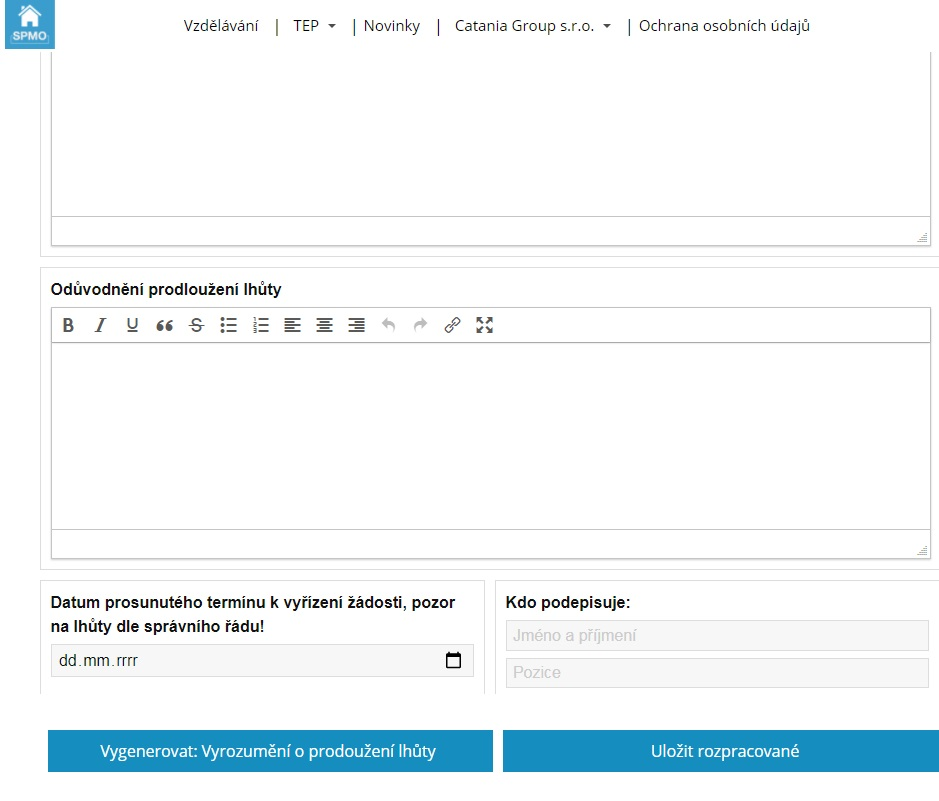 SPMO
Vzdělávání | TEP | Novinky | Catania Group s.r.o. | Ochrana osobních údajů
Odůvodnění prodloužení lhůty
Datum prosunutého termínu k vyřízení žádosti, pozor
na lhůty dle správního řádu!
dd.mm.rrrr
Kdo podepisuje:
Jméno a příjmení
Pozice
Vygenerovat: Vyrozumění o prodoužení lhůty
Uložit rozpracované